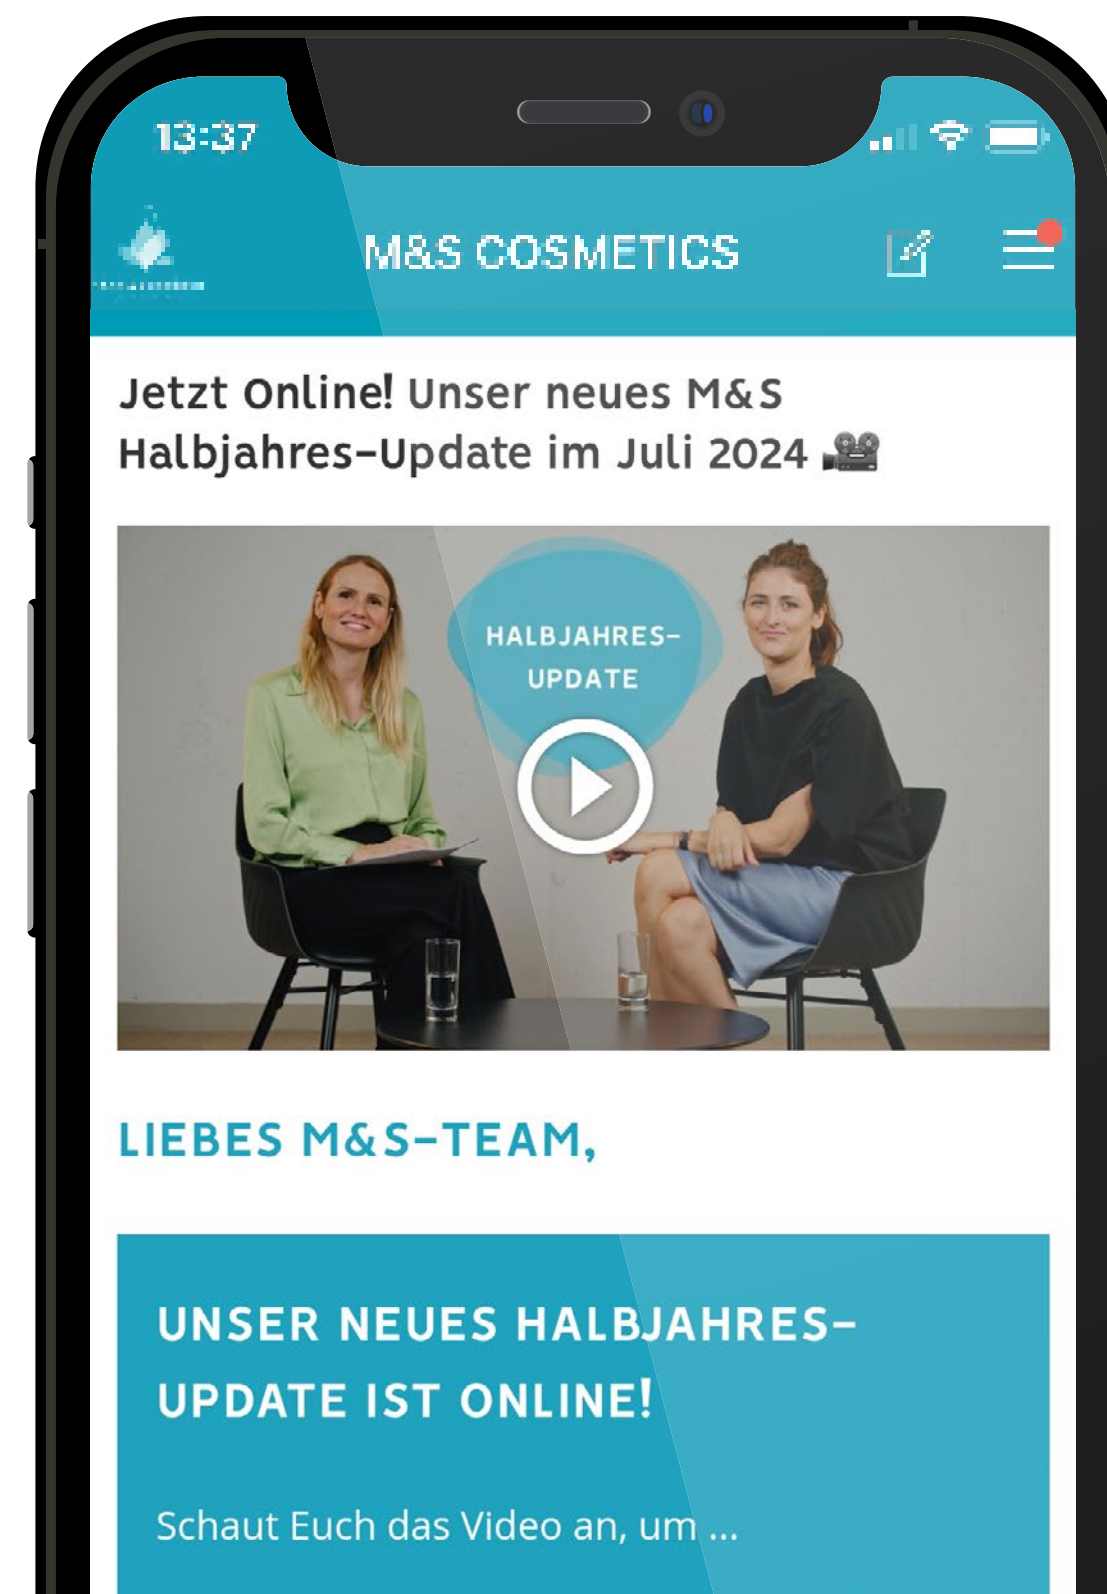 13:37
M&S COSMETICS
Jetzt Online! Unser neues M&S
Halbjahres-Update im Juli 2024
HALBJAHRES-
UPDATE
LIEBES M&S-TEAM,
UNSER NEUES HALBJAHRES-
UPDATE IST ONLINE!
Schaut Euch das Video an, um ...